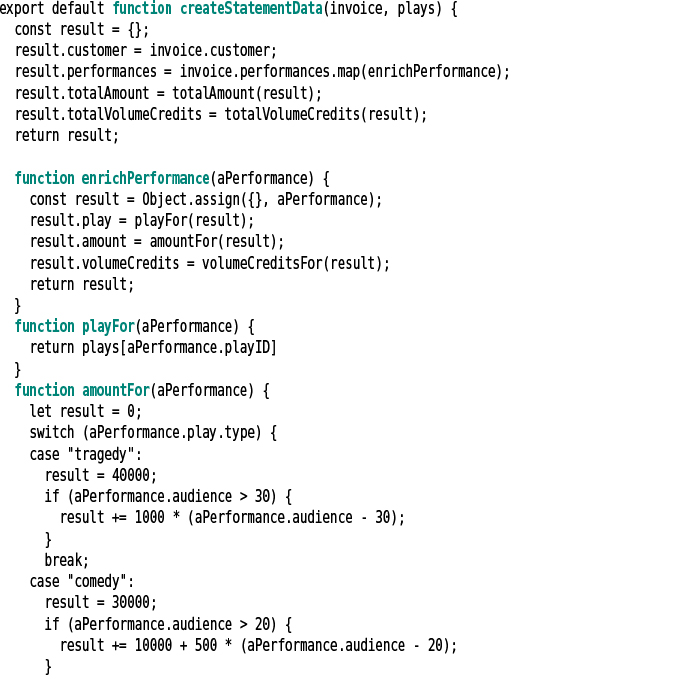 export default function createStatementData(invoice, plays) {
  const result = {};
  result.customer = invoice.customer;
  result.performances = invoice.performances.map(enrichPerformance);
  result.totalAmount = totalAmount(result);
  result.totalVolumeCredits = totalVolumeCredits(result);
  return result;

  function enrichPerformance(aPerformance) {
    const result = Object.assign({}, aPerformance);
    result.play = playFor(result);
    result.amount = amountFor(result);
    result.volumeCredits = volumeCreditsFor(result);
    return result;
  }
  function playFor(aPerformance) {
    return plays[aPerformance.playID]
  }
  function amountFor(aPerformance) {
    let result = 0;
    switch (aPerformance.play.type) {
    case "tragedy":
      result = 40000;
      if (aPerformance.audience > 30) {
        result += 1000 * (aPerformance.audience - 30);
      }
      break;
    case "comedy":
      result = 30000;
      if (aPerformance.audience > 20) {
        result += 10000 + 500 * (aPerformance.audience - 20);
      }